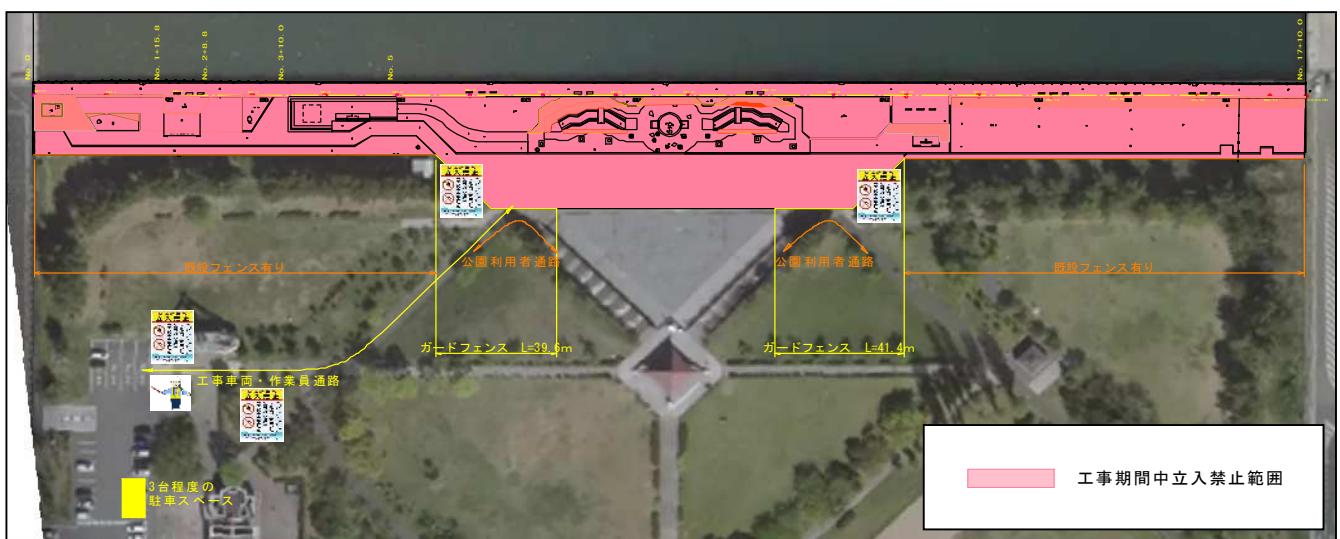 No. 0
No. 1+15.8
No. 2+8.8
No. 3+10.0
No. 5
No. 17+10.0
公園利用者通路
公園利用者通路
既設フェンス有り
既設フェンス有り
ガードフェンス L=39.6m
ガードフェンス L=41.4m
工事車両・作業員通路
3台程度の
駐車スペース
工事期間中立入禁止範囲